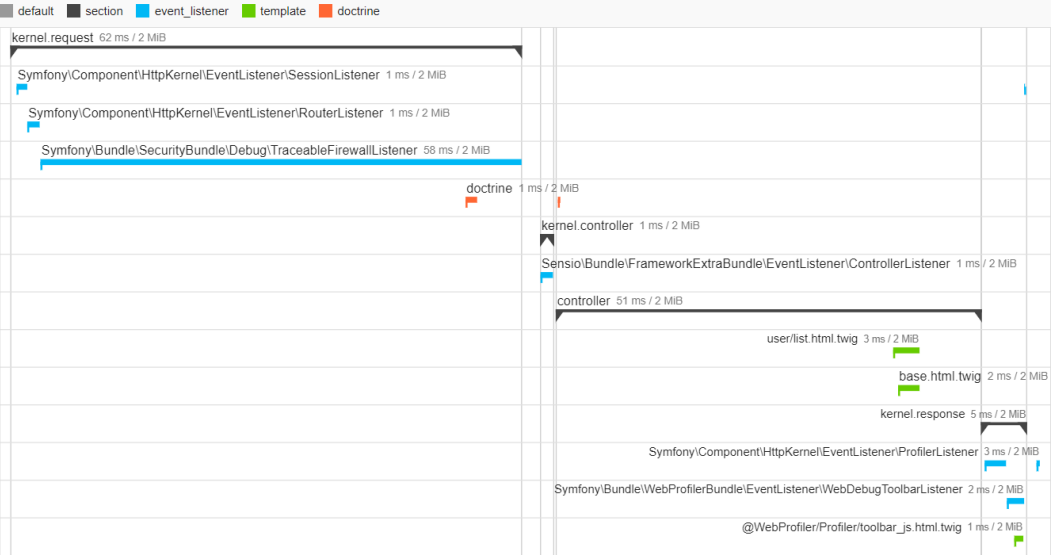 default section event_listener template doctrine
kernel.request 62 ms / 2 MiB
Symfony\Component\HttpKernel\EventListener\SessionListener 1 ms / 2 MiB
Symfony\Component\HttpKernel\EventListener\RouterListener 1 ms / 2 MiB
Symfony\Bundle\SecurityBundle\Debug\TraceableFirewallListener 58 ms / 2 MiB
doctrine 1 ms / 2 MiB
kernel.controller 1 ms / 2 MiB
Sensio\Bundle\FrameworkExtraBundle\EventListener\ControllerListener 1 ms / 2 MiB
controller 51 ms / 2 MiB
user/list.html.twig 3 ms / 2 MiB
base.html.twig 2 ms / 2 MiB
kernel.response 5 ms / 2 MiB
Symfony\Component\HttpKernel\EventListener\ProfilerListener 3 ms / 2 MiB
Symfony\Bundle\WebProfilerBundle\EventListener\WebDebugToolbarListener 2 ms / 2 MiB
@WebProfiler/Profiler/toolbar_js.html.twig 1 ms / 2 MiB